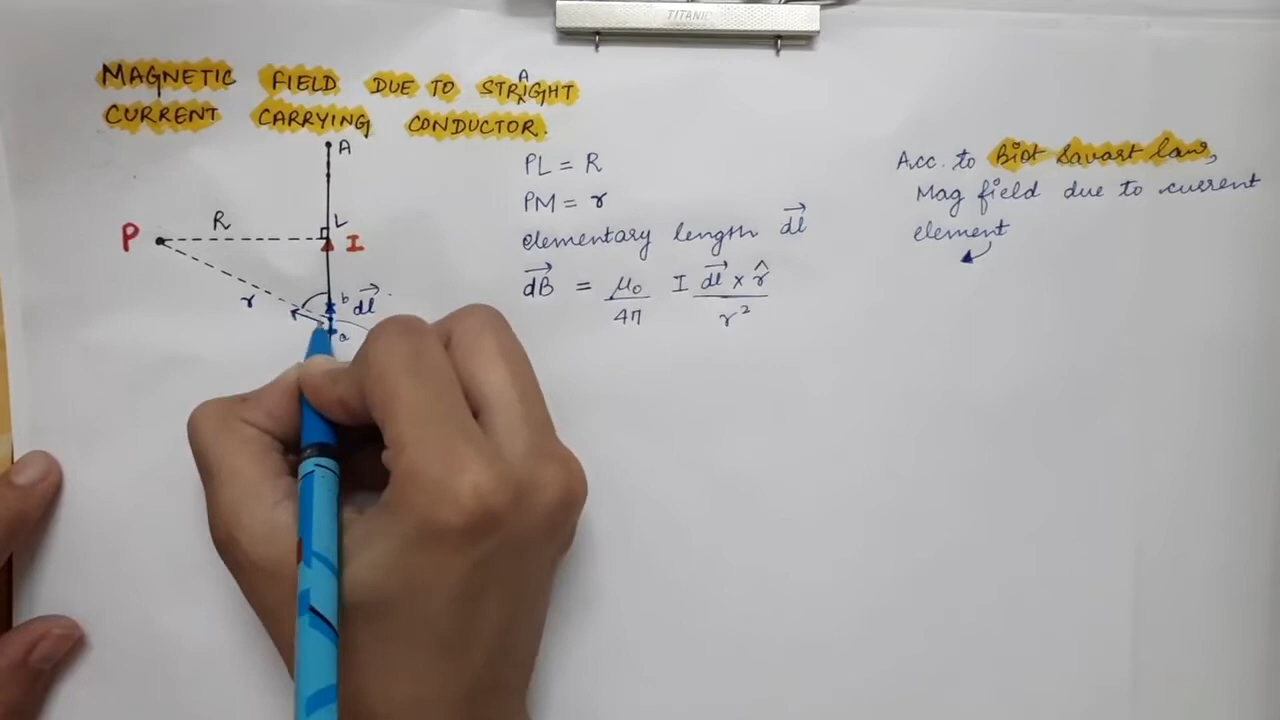 TITANIC
MAGNETIC FIELD DUE TO STRAIGHT
CURRENT CARRYING CONDUCTOR.
A
P
R
L
I
r
b
dl
a
PL = R
PM = r
elementary length dl
dB = μ₀/4π I dl × r̂/r²
Acc. to Biot Savart law,
Mag field due to current
element